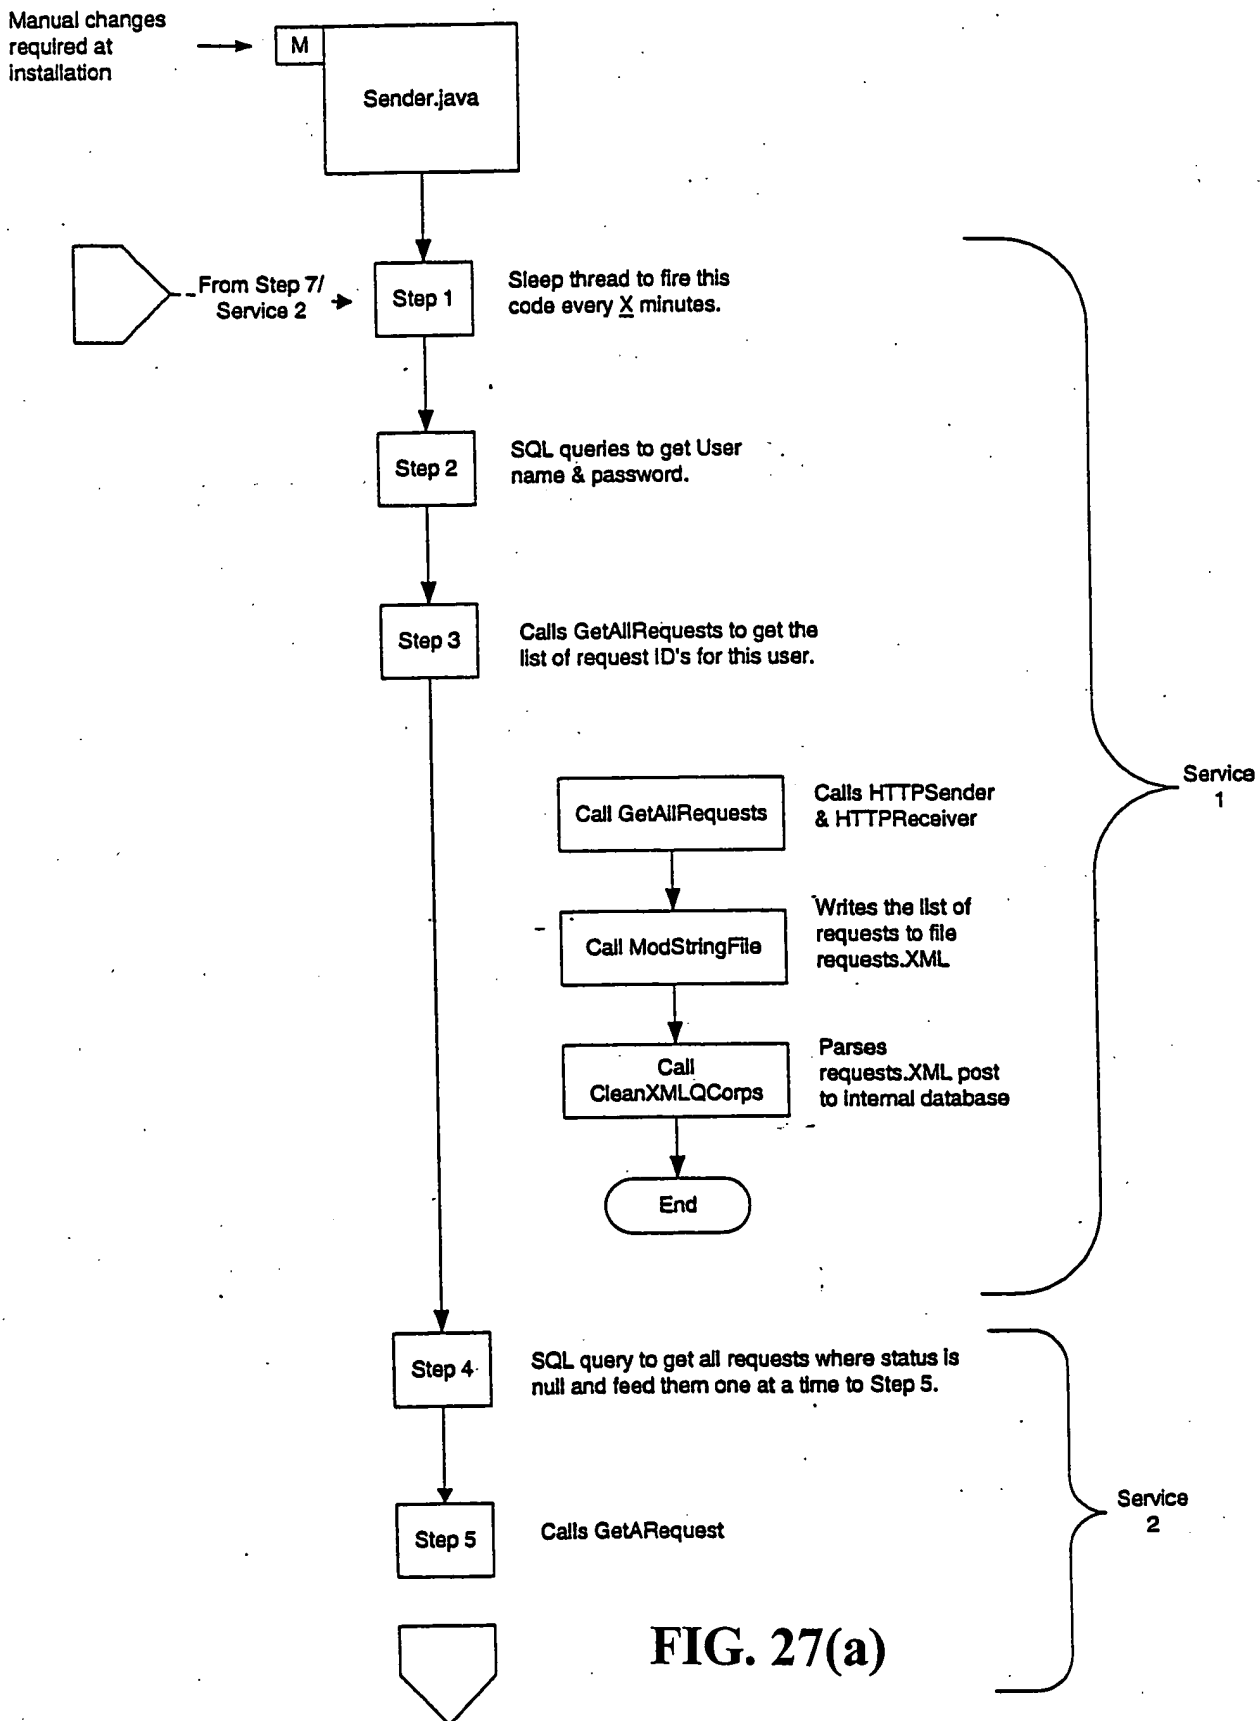 Manual changes
required at
installation
M
Sender.java
From Step 7/
Service 2
Step 1
Sleep thread to fire this
code every X minutes.
Step 2
SQL queries to get User
name & password.
Step 3
Calls GetAllRequests to get the
list of request ID's for this user.
Call GetAllRequests
Calls HTTPSender
& HTTPReceiver
Service
1
Call ModStringFile
Writes the list of
requests to file
requests.XML
Call
CleanXMLQCorps
Parses
requests.XML post
to internal database
End
Step 4
SQL query to get all requests where status is
null and feed them one at a time to Step 5.
Step 5
Calls GetARequest
Service
2
FIG. 27(a)